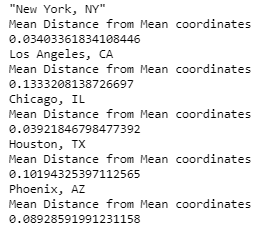 "New York, NY"
Mean Distance from Mean coordinates
0.03403361834108446
Los Angeles, CA
Mean Distance from Mean coordinates
0.1333208138726697
Chicago, IL
Mean Distance from Mean coordinates
0.03921846798477392
Houston, TX
Mean Distance from Mean coordinates
0.10194325397112565
Phoenix, AZ
Mean Distance from Mean coordinates
0.08928591991231158